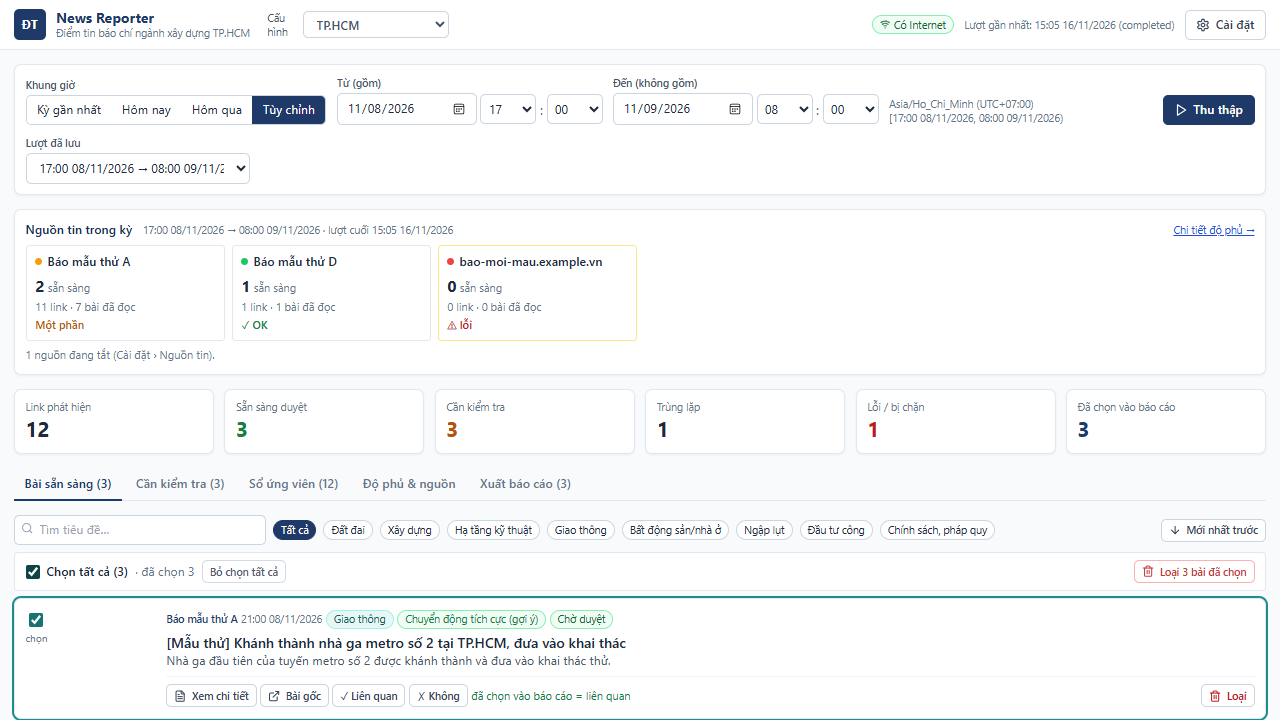 ĐT
News Reporter
Điểm tin báo chí ngành xây dựng TP.HCM
Cấu hình
TP.HCM
Có Internet
Lượt gần nhất: 15:05 16/11/2026 (completed)
Cài đặt
Khung giờ
Kỳ gần nhất Hôm nay Hôm qua Tùy chỉnh
Từ (gồm)
11/08/2026 17 : 00
Đến (không gồm)
11/09/2026 08 : 00
Asia/Ho_Chi_Minh (UTC+07:00)
[17:00 08/11/2026, 08:00 09/11/2026)
Thu thập
Lượt đã lưu
17:00 08/11/2026 → 08:00 09/11/2
Nguồn tin trong kỳ 17:00 08/11/2026 → 08:00 09/11/2026 · lượt cuối 15:05 16/11/2026
Chi tiết độ phủ →
Báo mẫu thử A
2 sẵn sàng
11 link · 7 bài đã đọc
Một phần
Báo mẫu thử D
1 sẵn sàng
1 link · 1 bài đã đọc
✓ OK
bao-moi-mau.example.vn
0 sẵn sàng
0 link · 0 bài đã đọc
⚠ lỗi
1 nguồn đang tắt (Cài đặt › Nguồn tin).
Link phát hiện
12
Sẵn sàng duyệt
3
Cần kiểm tra
3
Trùng lặp
1
Lỗi / bị chặn
1
Đã chọn vào báo cáo
3
Bài sẵn sàng (3) Cần kiểm tra (3) Sổ ứng viên (12) Độ phủ & nguồn Xuất báo cáo (3)
Tìm tiêu đề...
Tất cả Đất đai Xây dựng Hạ tầng kỹ thuật Giao thông Bất động sản/nhà ở Ngập lụt Đầu tư công Chính sách, pháp quy
↓ Mới nhất trước
Chọn tất cả (3) · đã chọn 3 Bỏ chọn tất cả
Loại 3 bài đã chọn
chọn
Báo mẫu thử A 21:00 08/11/2026 Giao thông Chuyển động tích cực (gợi ý) Chờ duyệt
[Mẫu thử] Khánh thành nhà ga metro số 2 tại TP.HCM, đưa vào khai thác
Nhà ga đầu tiên của tuyến metro số 2 được khánh thành và đưa vào khai thác thử.
Xem chi tiết Bài gốc ✓ Liên quan ✗ Không đã chọn vào báo cáo = liên quan
Loại